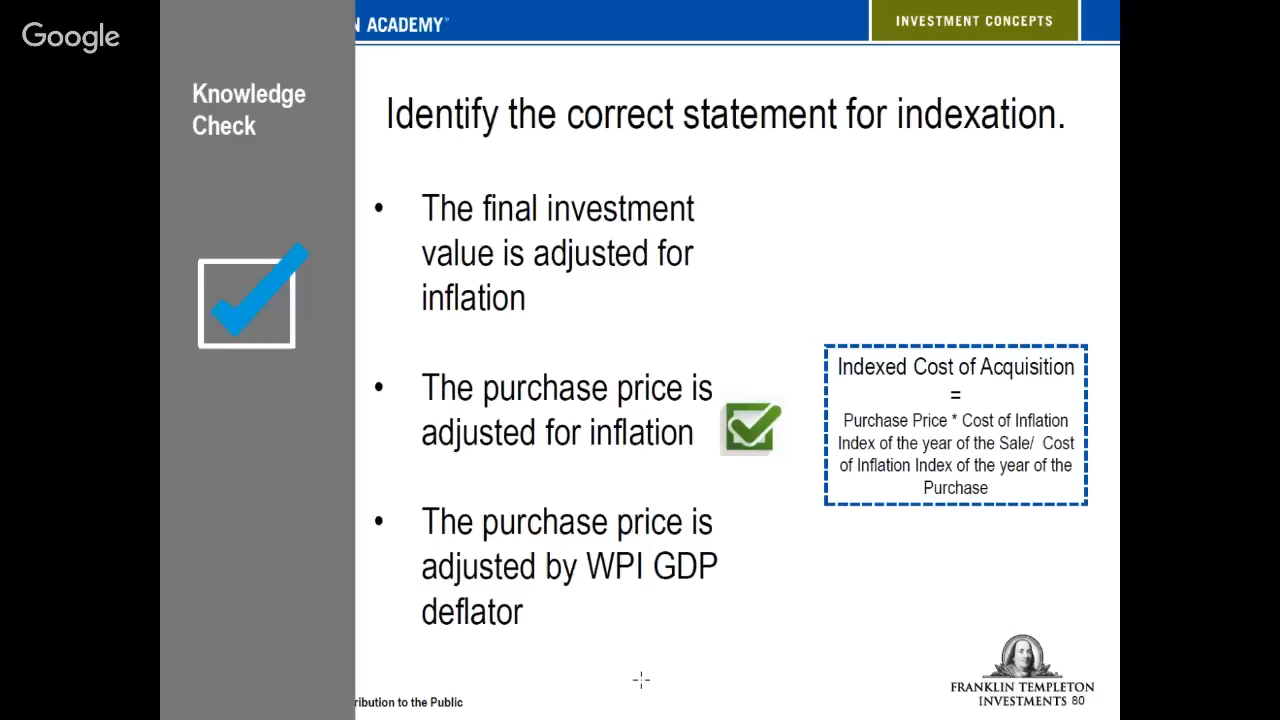 Google
N ACADEMY
INVESTMENT CONCEPTS
Knowledge
Check
Identify the correct statement for indexation.
• The final investment
value is adjusted for
inflation
• The purchase price is
adjusted for inflation
• The purchase price is
adjusted by WPI GDP
deflator
Indexed Cost of Acquisition
=
Purchase Price * Cost of Inflation
Index of the year of the Sale/ Cost
of Inflation Index of the year of the
Purchase
ribution to the Public
FRANKLIN TEMPLETON
INVESTMENTS 80